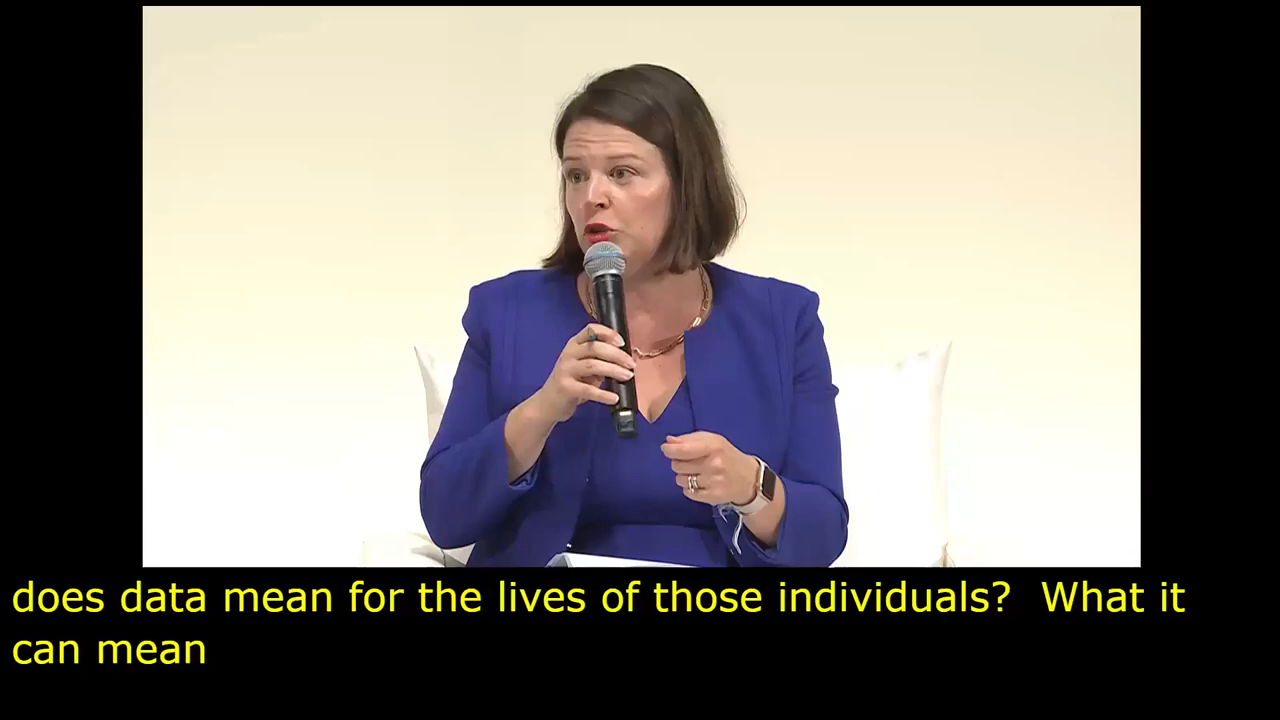 does data mean for the lives of those individuals?  What it
can mean